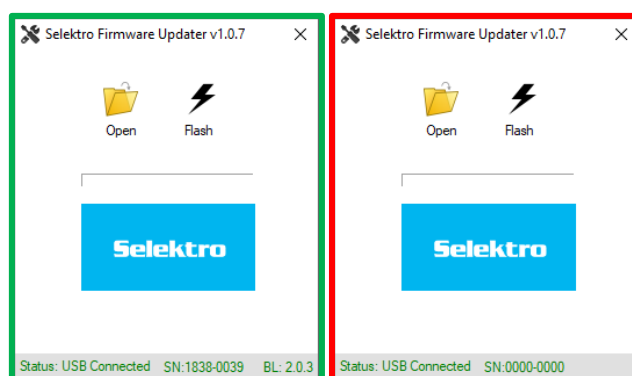 Selektro Firmware Updater v1.0.7
Open Flash
Selektro
Status: USB Connected SN:1838-0039 BL: 2.0.3
Selektro Firmware Updater v1.0.7
Open Flash
Selektro
Status: USB Connected SN:0000-0000